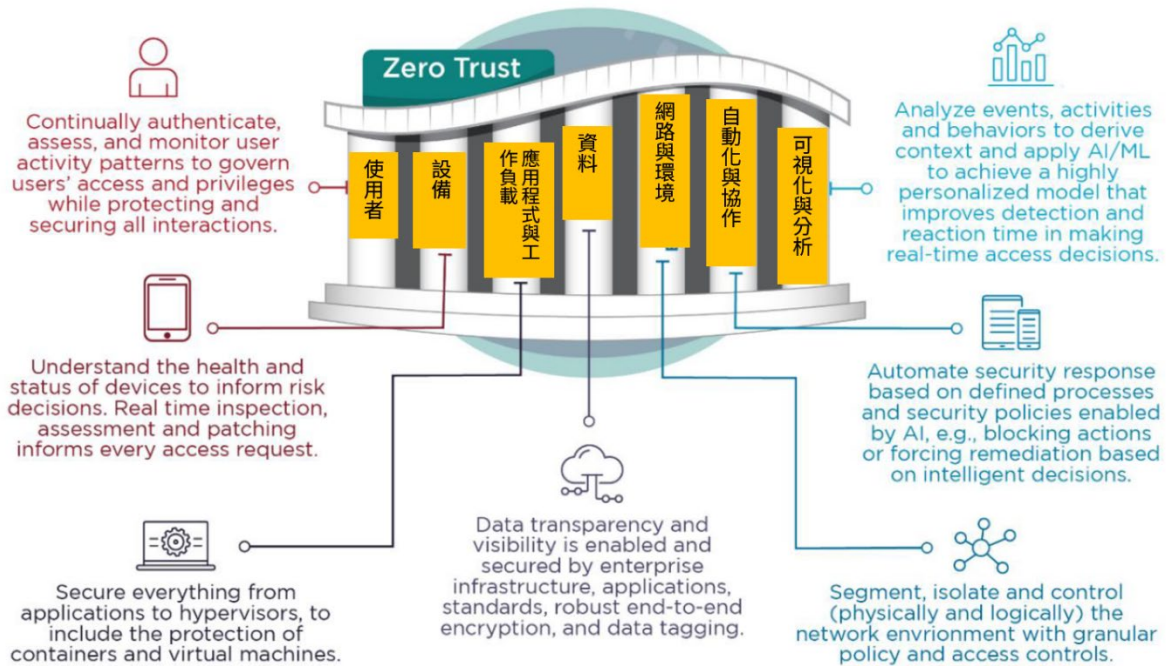 Zero Trust
使用者
設備
應用程式與工
作負載
資料
網路與環境
自動化與協作
可視化與分析
Continually authenticate,
assess, and monitor user
activity patterns to govern
users’ access and privileges
while protecting and
securing all interactions.
Understand the health and
status of devices to inform risk
decisions. Real time inspection,
assessment and patching
informs every access request.
Secure everything from
applications to hypervisors, to
include the protection of
containers and virtual machines.
Data transparency and
visibility is enabled and
secured by enterprise
infrastructure, applications,
standards, robust end-to-end
encryption, and data tagging.
Analyze events, activities
and behaviors to derive
context and apply AI/ML
to achieve a highly
personalized model that
improves detection and
reaction time in making
real-time access decisions.
Automate security response
based on defined processes
and security policies enabled
by AI, e.g., blocking actions
or forcing remediation based
on intelligent decisions.
Segment, isolate and control
(physically and logically) the
network envrionment with granular
policy and access controls.